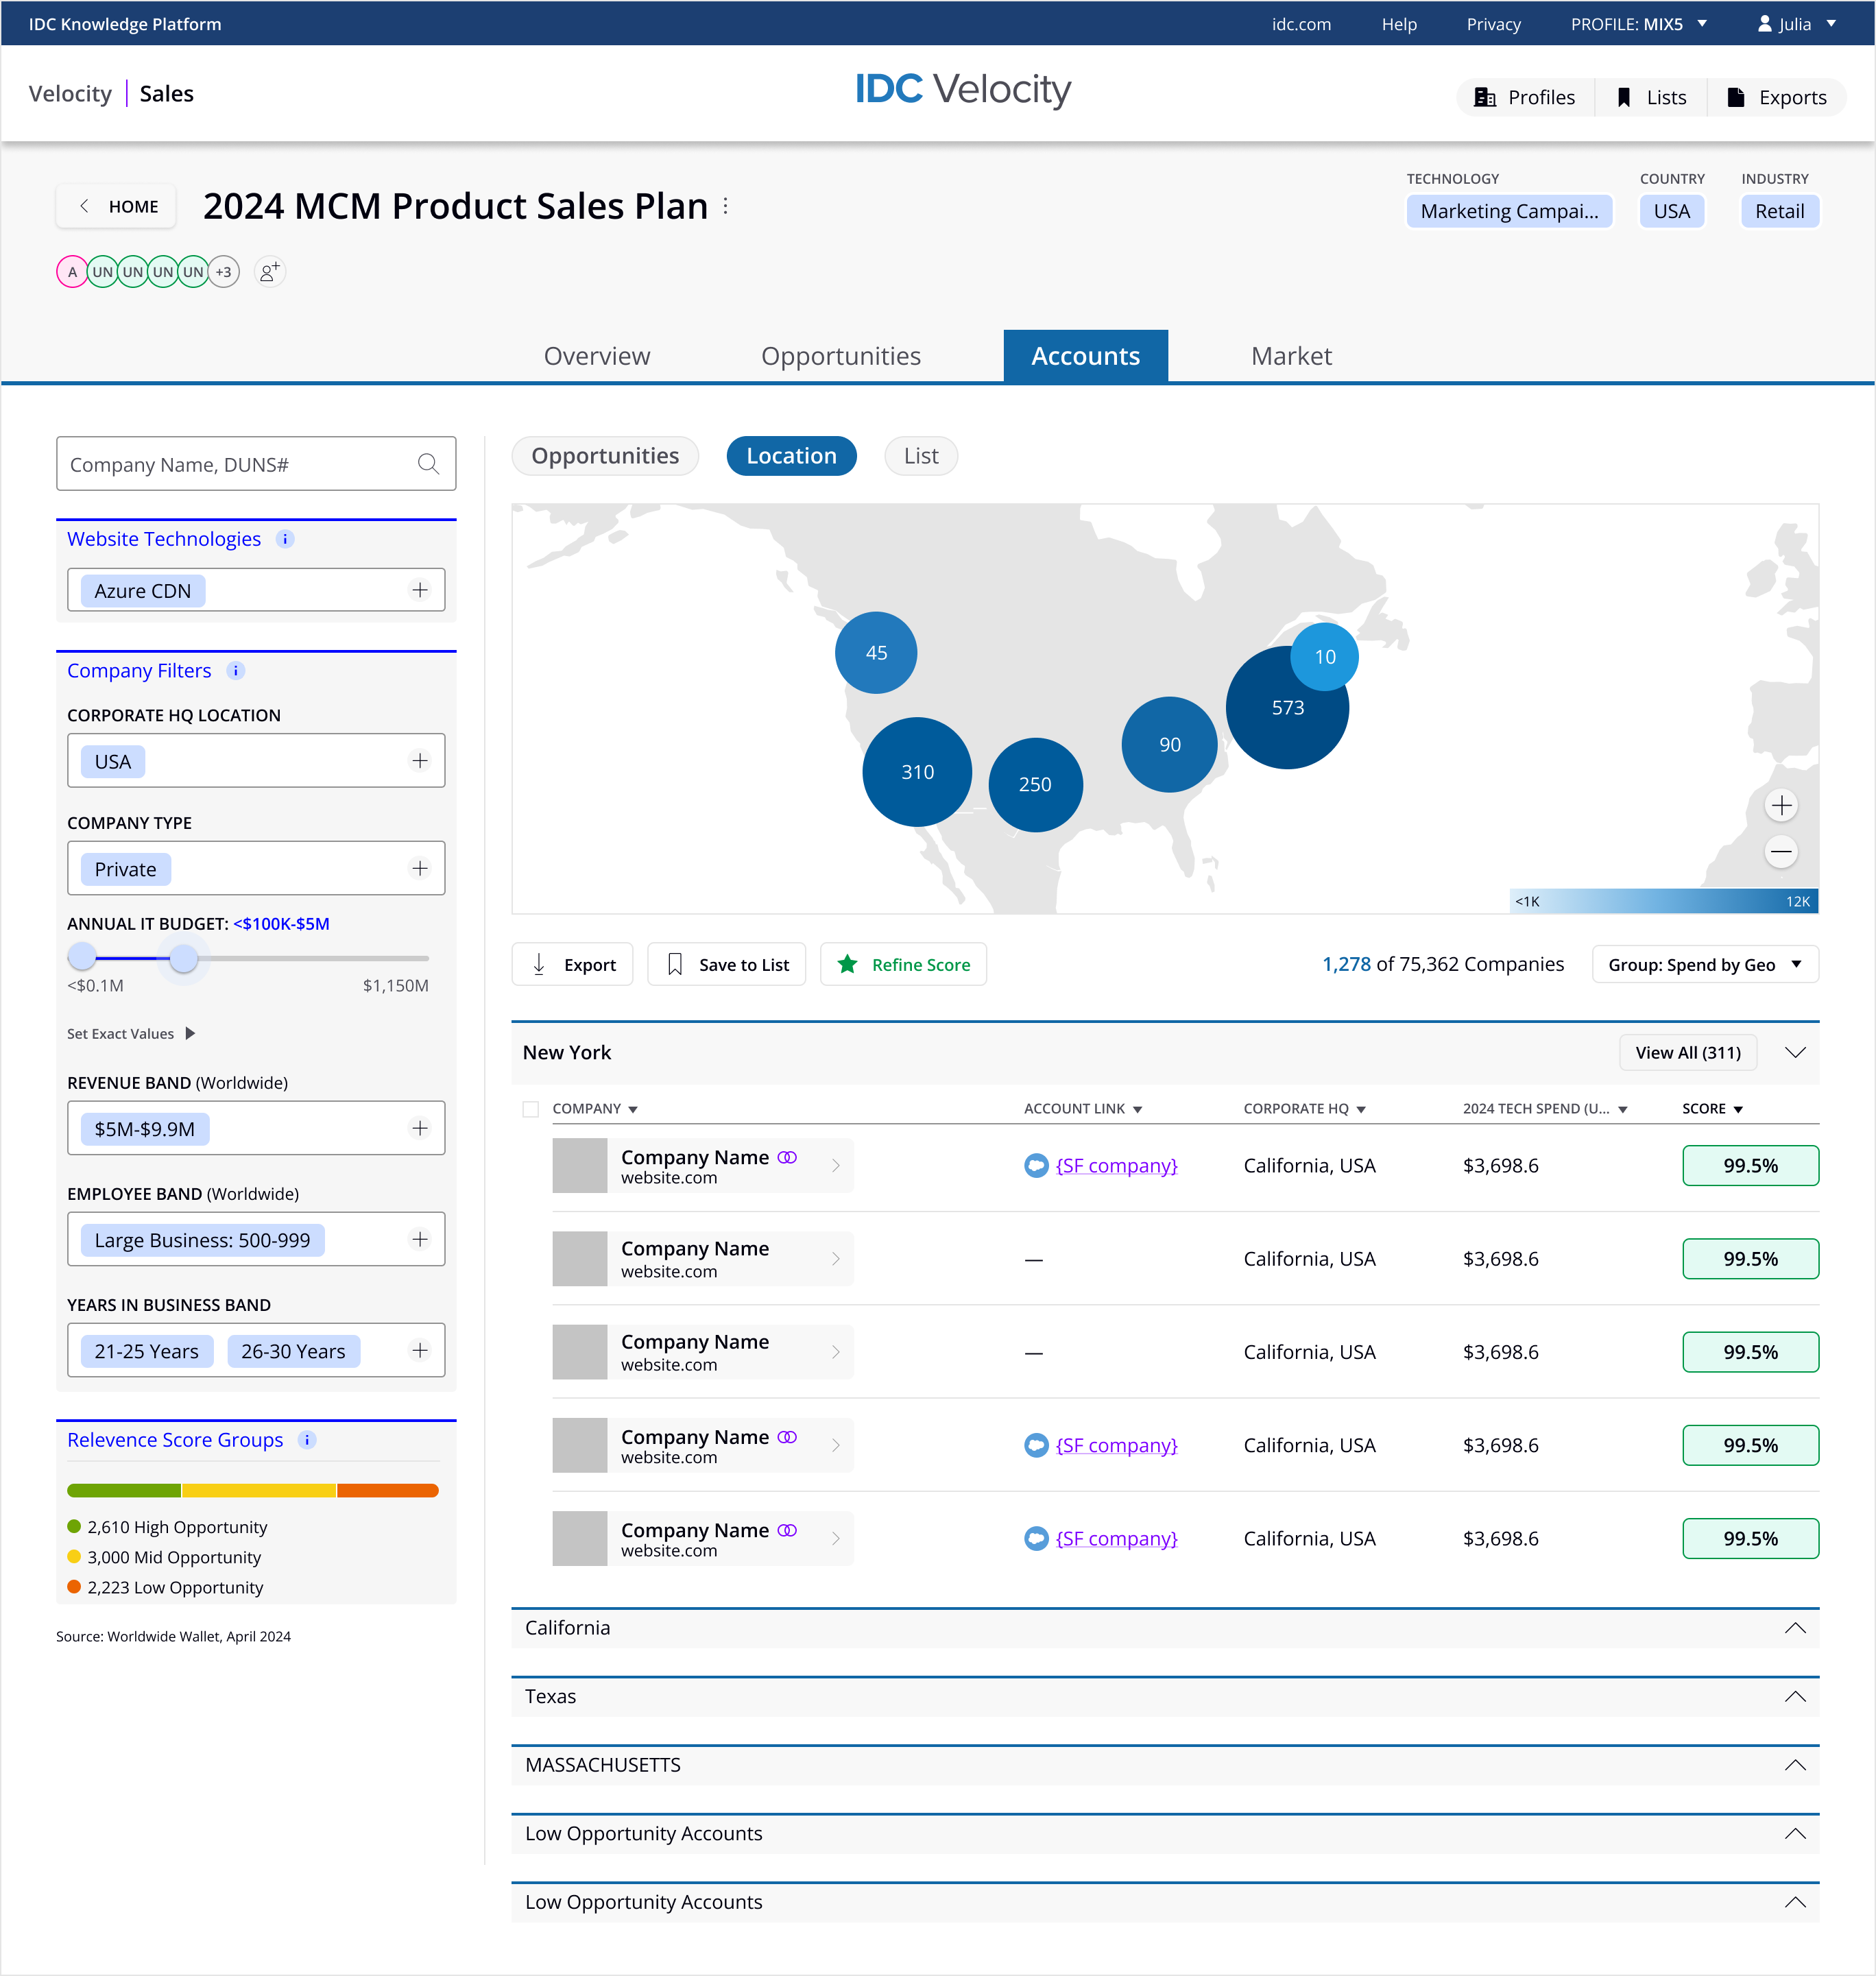 IDC Knowledge Platform
idc.com Help Privacy PROFILE: MIX5 Julia
Velocity Sales
IDC Velocity
Profiles Lists Exports
HOME
2024 MCM Product Sales Plan
TECHNOLOGY COUNTRY INDUSTRY
Marketing Campai... USA Retail
A UN UN UN UN +3
Overview Opportunities Accounts Market
Company Name, DUNS#
Website Technologies i
Azure CDN
Company Filters i
CORPORATE HQ LOCATION
USA
COMPANY TYPE
Private
ANNUAL IT BUDGET: <$100K-$5M
<$0.1M $1,150M
Set Exact Values
REVENUE BAND (Worldwide)
$5M-$9.9M
EMPLOYEE BAND (Worldwide)
Large Business: 500-999
YEARS IN BUSINESS BAND
21-25 Years 26-30 Years
Relevence Score Groups i
2,610 High Opportunity
3,000 Mid Opportunity
2,223 Low Opportunity
Source: Worldwide Wallet, April 2024
Opportunities Location List
45
10
573
90
310
250
<1K 12K
Export Save to List Refine Score 1,278 of 75,362 Companies Group: Spend by Geo
New York View All (311)
COMPANY ACCOUNT LINK CORPORATE HQ 2024 TECH SPEND (U... SCORE
Company Name
website.com
{SF company} California, USA $3,698.6 99.5%
Company Name
website.com
— California, USA $3,698.6 99.5%
Company Name
website.com
— California, USA $3,698.6 99.5%
Company Name
website.com
{SF company} California, USA $3,698.6 99.5%
Company Name
website.com
{SF company} California, USA $3,698.6 99.5%
California
Texas
MASSACHUSETTS
Low Opportunity Accounts
Low Opportunity Accounts